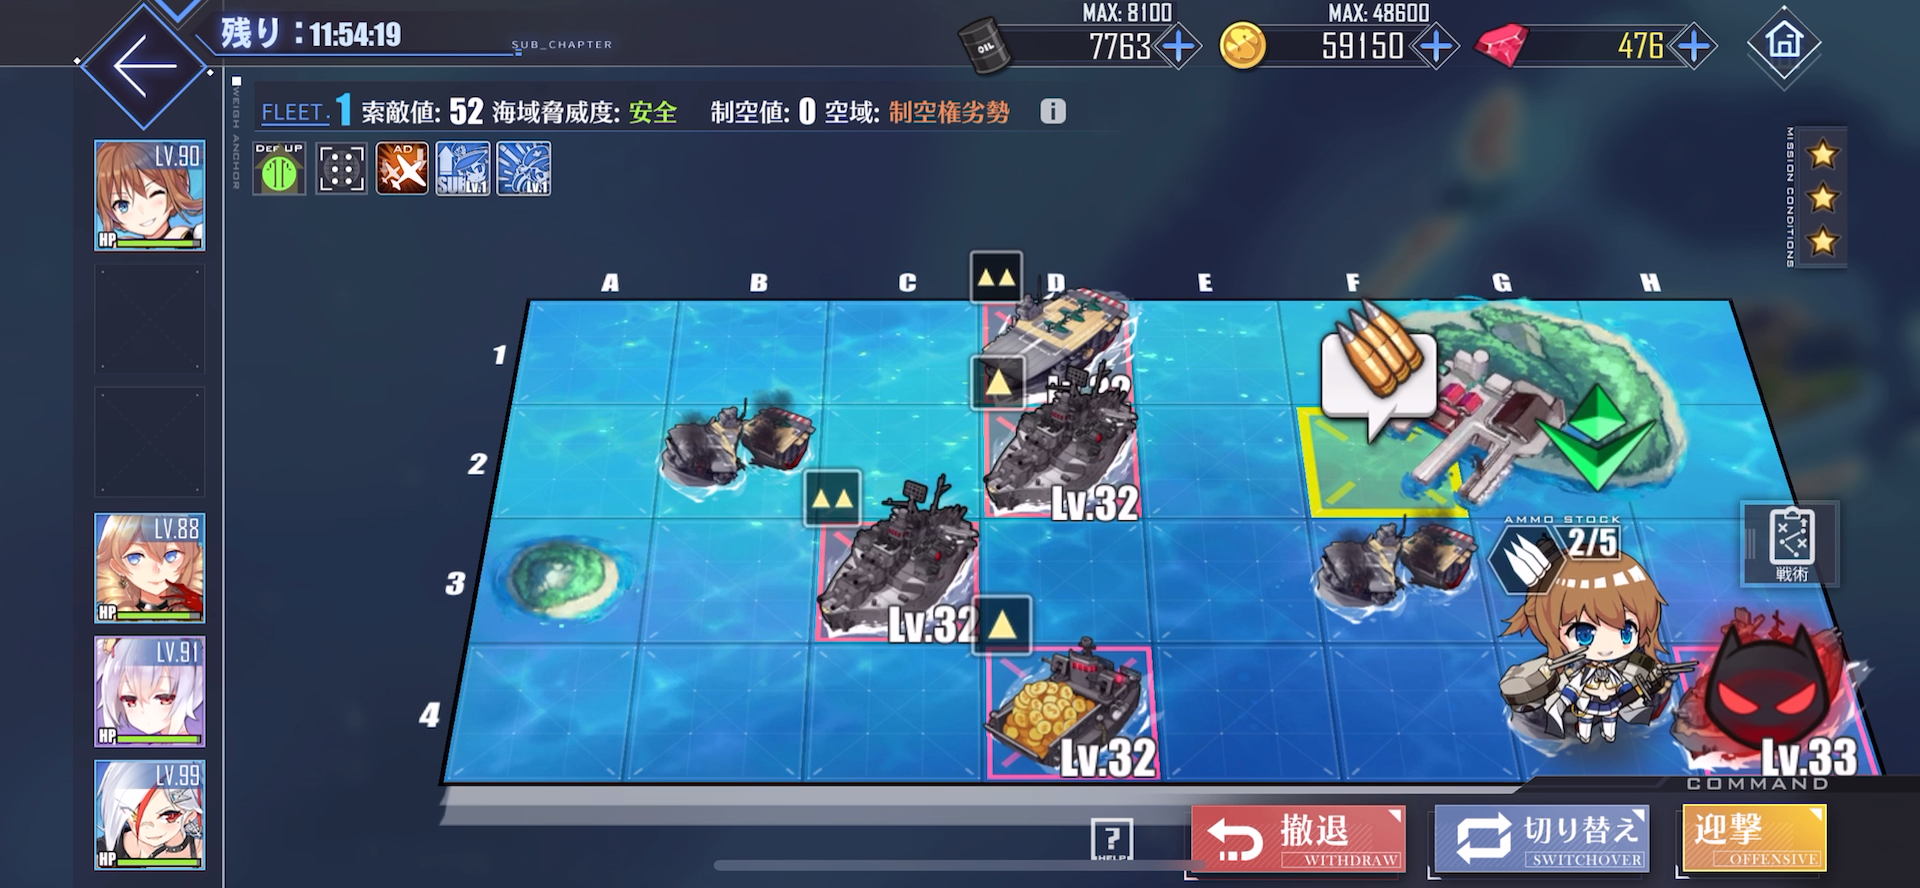 残り：11:54:19
SUB_CHAPTER
MAX: 8100
7763
MAX: 48600
59150
476
OIL
WEIGH ANCHOR
FLEET. 1 索敵値: 52 海域脅威度: 安全 制空値: 0 空域: 制空権劣勢
DEF UP
AD
SUB LV.1
LV.1
MISSION CONDITIONS
LV.90
HP
LV.88
HP
LV.91
HP
LV.99
HP
A B C D E F G H
1
2
3
4
Lv.32
Lv.32
Lv.32
AMMO STOCK
2/5
戦術
Lv.33
COMMAND
?
HELP
撤退
WITHDRAW
切り替え
SWITCHOVER
迎撃
OFFENSIVE